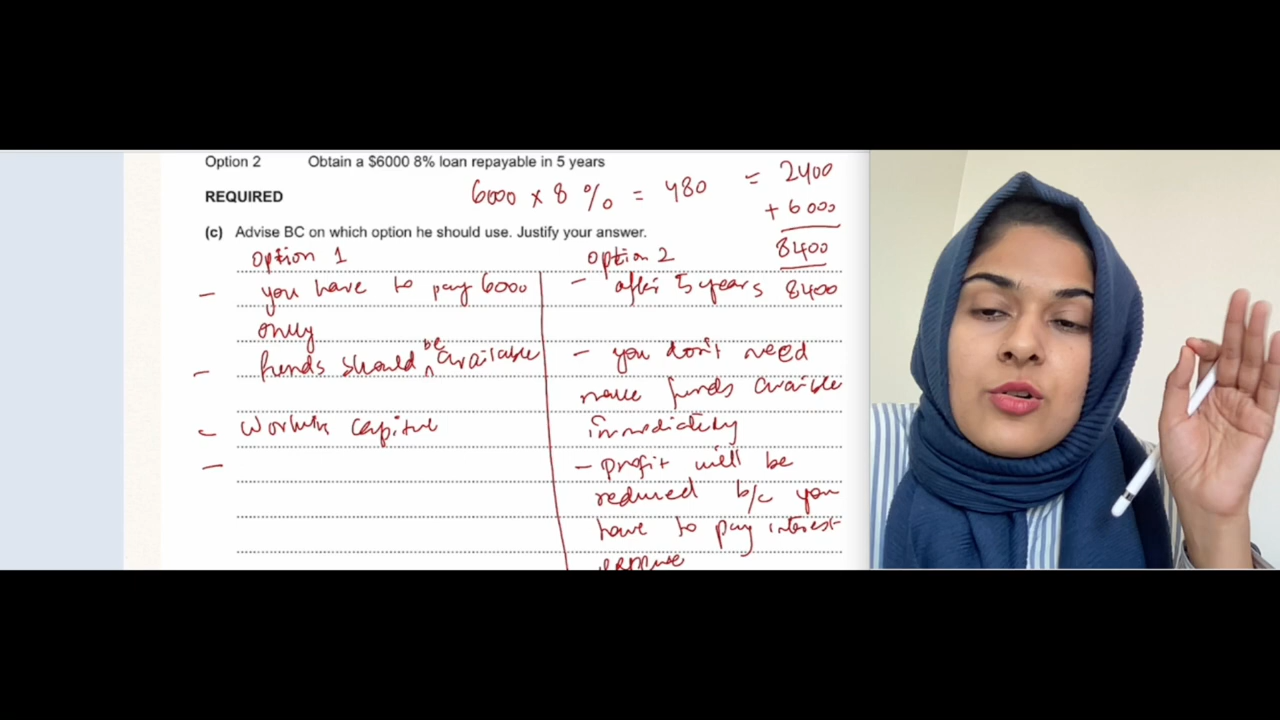 Option 2 Obtain a $6000 8% loan repayable in 5 years
6000 x 8 % = 480 = 2400
+ 6000
8400
REQUIRED
(c) Advise BC on which option he should use. Justify your answer.
option 1
- you have to pay 6000
only
- funds should be available
- working capital
-
option 2
- after 5 years 8400
- you don't need
make funds avaible
immediately
- profit will be
reduced b/c you
have to pay interest
expense